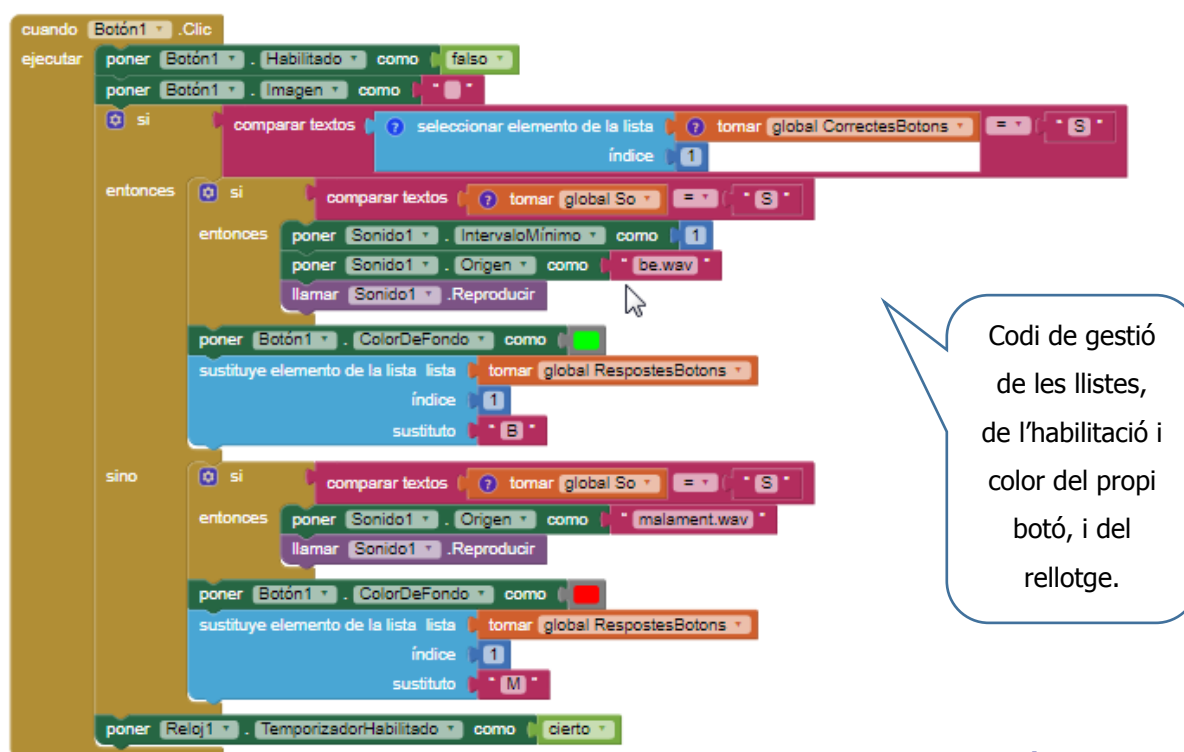 cuando Botón1 .Clic
ejecutar poner Botón1 . Habilitado como falso
poner Botón1 . Imagen como " "
si comparar textos seleccionar elemento de la lista tomar global CorrectesBotons = " S "
índice 1
entonces si comparar textos tomar global So = " S "
entonces poner Sonido1 . IntervaloMínimo como 1
poner Sonido1 . Origen como " be.wav "
llamar Sonido1 .Reproducir
poner Botón1 . ColorDeFondo como
sustituye elemento de la lista lista tomar global RespostesBotons
índice 1
sustituto " B "
sino si comparar textos tomar global So = " S "
entonces poner Sonido1 . Origen como " malament.wav "
llamar Sonido1 .Reproducir
poner Botón1 . ColorDeFondo como
sustituye elemento de la lista lista tomar global RespostesBotons
índice 1
sustituto " M "
poner Reloj1 . TemporizadorHabilitado como cierto
Codi de gestió
de les llistes,
de l'habilitació i
color del propi
botó, i del
rellotge.